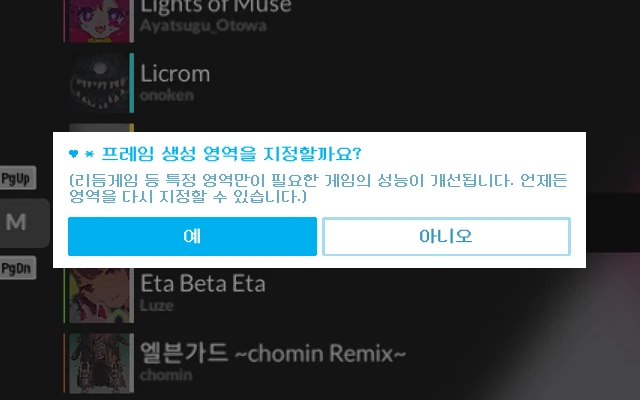 Lights of Muse
Ayatsugu_Otowa
Licrom
onoken
♥ * 프레임 생성 영역을 지정할까요?
(리듬게임 등 특정 영역만이 필요한 게임의 성능이 개선됩니다. 언제든
영역을 다시 지정할 수 있습니다.)
예
아니오
PgUp
M
PgDn
Eta Beta Eta
Luze
엘븐가드 ~chomin Remix~
chomin